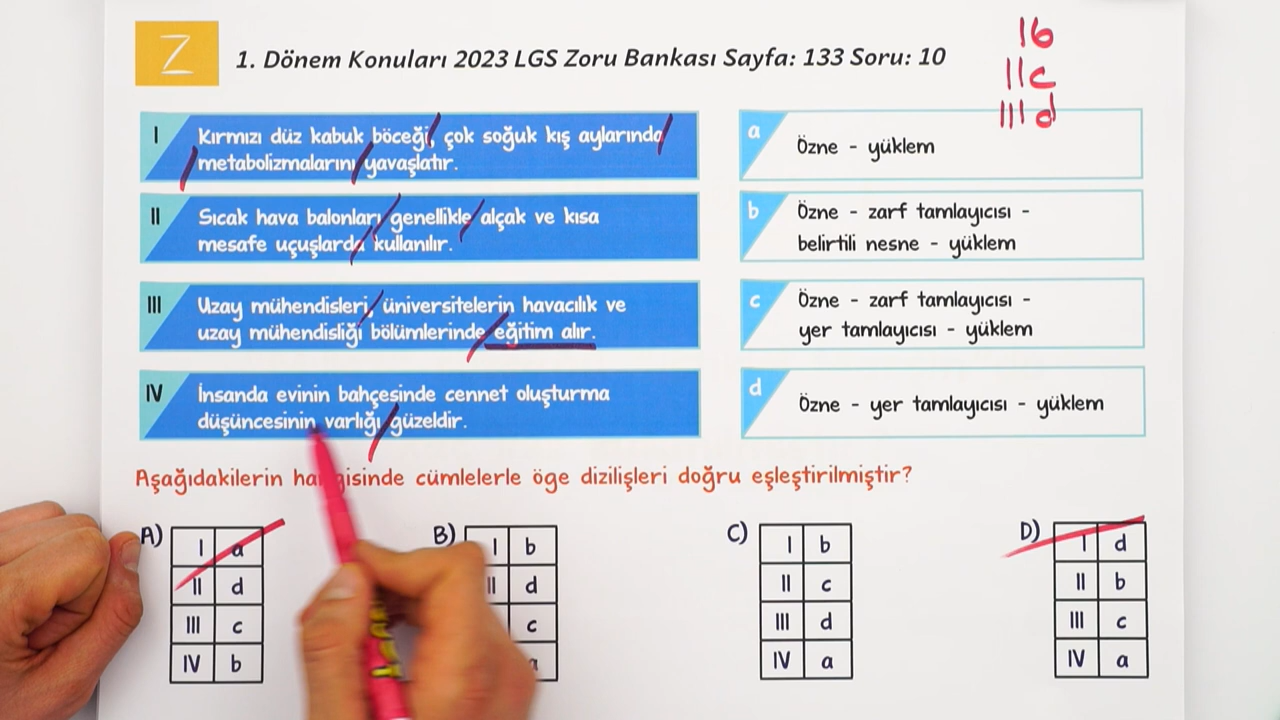 Z
1. Dönem Konuları 2023 LGS Zoru Bankası Sayfa: 133 Soru: 10
16
II c
III d
I
Kırmızı düz kabuk böceği, çok soğuk kış aylarında
metabolizmalarını yavaşlatır.
II
Sıcak hava balonları genellikle alçak ve kısa
mesafe uçuşlarda kullanılır.
III
Uzay mühendisleri, üniversitelerin havacılık ve
uzay mühendisliği bölümlerinde eğitim alır.
IV
İnsanda evinin bahçesinde cennet oluşturma
düşüncesinin varlığı güzeldir.
a
Özne - yüklem
b
Özne - zarf tamlayıcısı -
belirtili nesne - yüklem
c
Özne - zarf tamlayıcısı -
yer tamlayıcısı - yüklem
d
Özne - yer tamlayıcısı - yüklem
Aşağıdakilerin hangisinde cümlelerle öge dizilişleri doğru eşleştirilmiştir?
A)
I a
II d
III c
IV b
B)
I b
II d
c
C)
I b
II c
III d
IV a
D)
I d
II b
III c
IV a